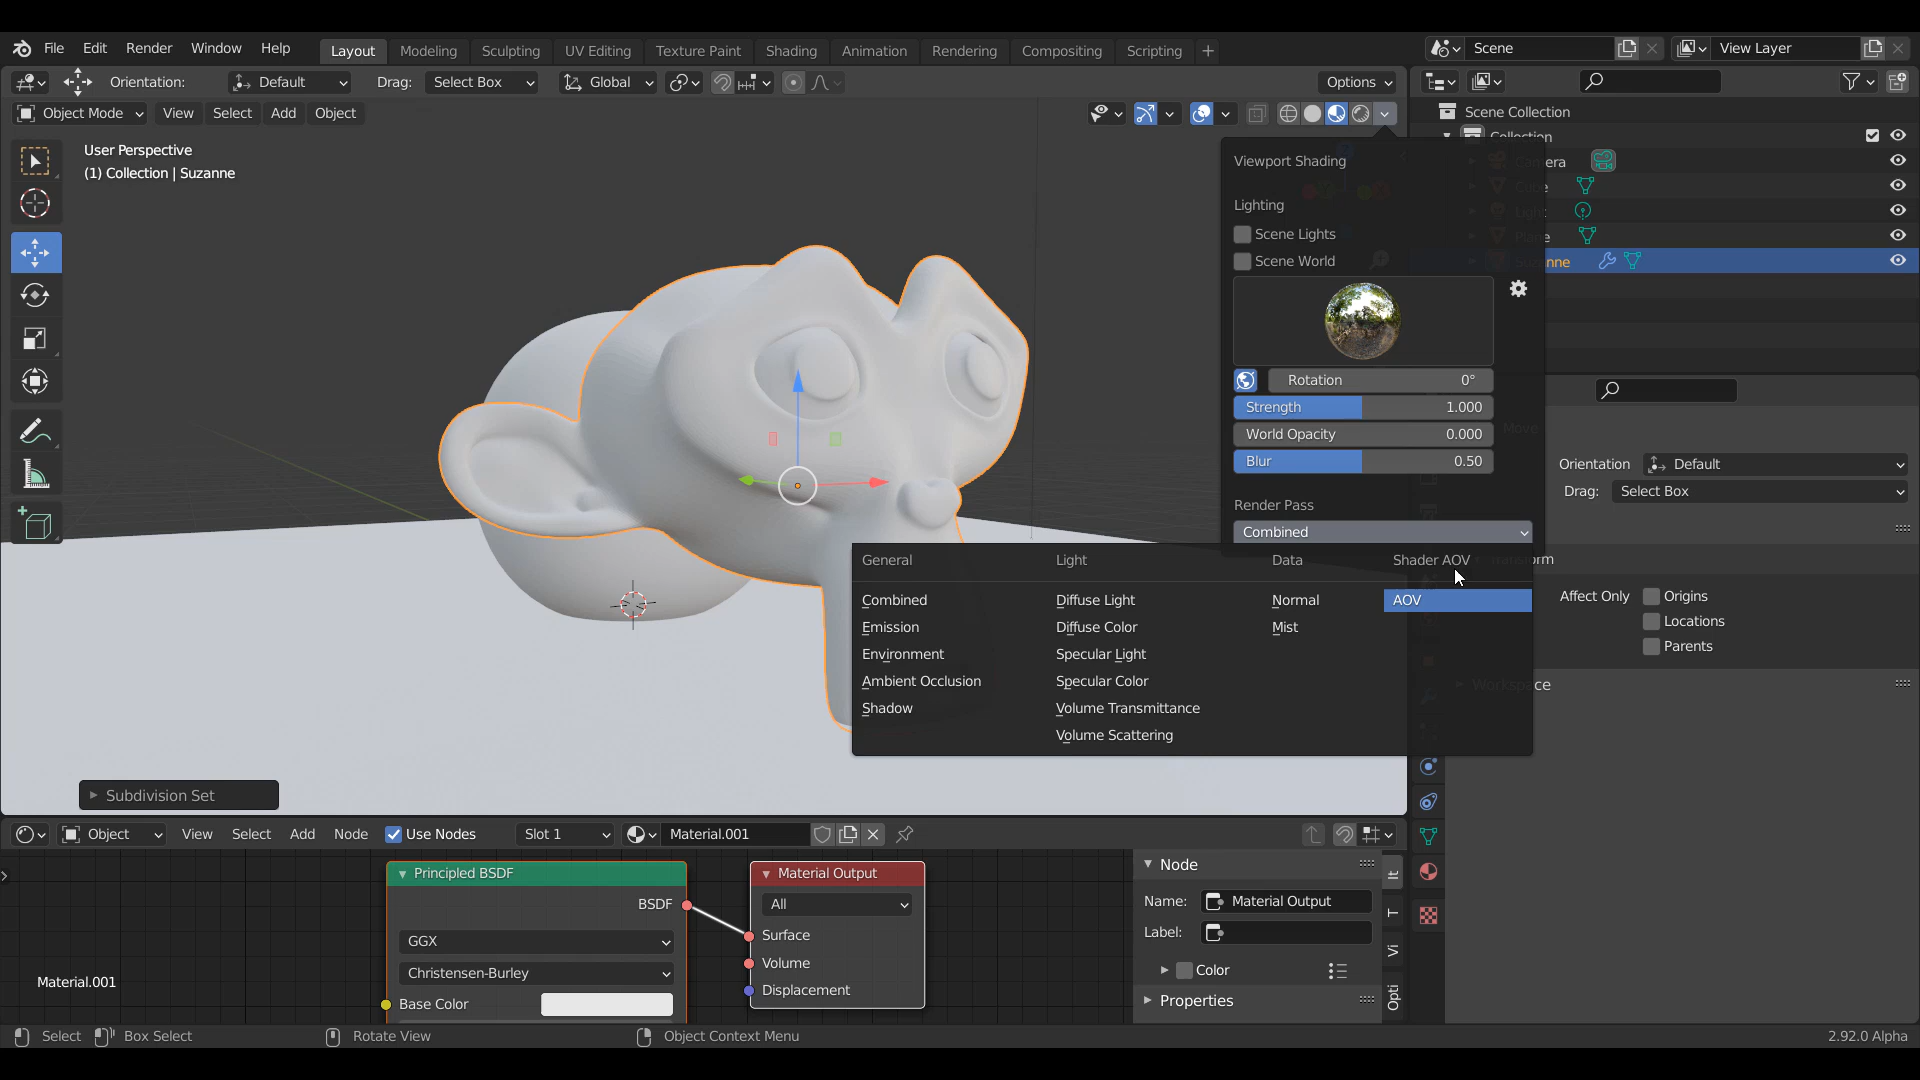 File Edit Render Window Help Layout Modeling Sculpting UV Editing Texture Paint Shading Animation Rendering Compositing Scripting + Scene View Layer
Orientation: Default Drag: Select Box Global Options
Object Mode View Select Add Object
User Perspective
(1) Collection | Suzanne
Scene Collection
Collection
Viewport Shading
Lighting
Scene Lights
Scene World
Rotation 0°
Strength 1.000
World Opacity 0.000
Blur 0.50
Render Pass
Combined
General Light Data Shader AOV
Combined Diffuse Light Normal AOV
Emission Diffuse Color Mist
Environment Specular Light
Ambient Occlusion Specular Color
Shadow Volume Transmittance
Volume Scattering
Move
Orientation Default
Drag: Select Box
Affect Only Origins
Locations
Parents
Workspace
Subdivision Set
Object View Select Add Node Use Nodes Slot 1 Material.001
Principled BSDF
BSDF
GGX
Christensen-Burley
Base Color
Material Output
All
Surface
Volume
Displacement
Material.001
Node
Name: Material Output
Label:
Color
Properties
It
T
Vi
Opti
Select Box Select Rotate View Object Context Menu 2.92.0 Alpha